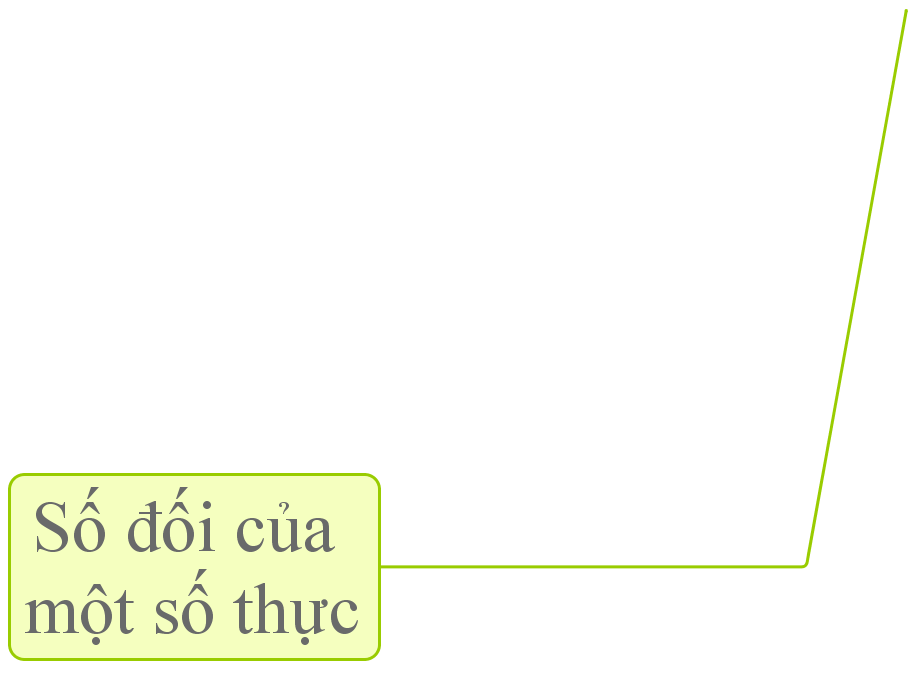 Số đối của
một số thực